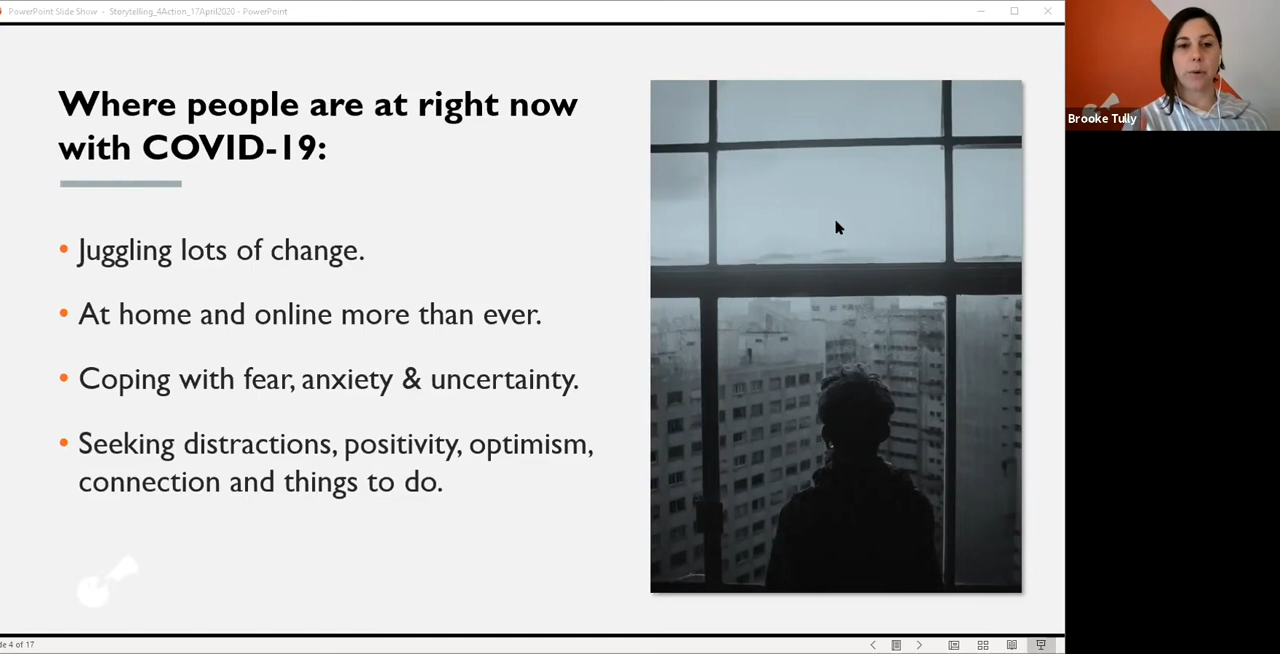 PowerPoint Slide Show - Storytelling_4Action_17April2020 - PowerPoint
Where people are at right now
with COVID-19:
• Juggling lots of change.
• At home and online more than ever.
• Coping with fear, anxiety & uncertainty.
• Seeking distractions, positivity, optimism,
connection and things to do.
Brooke Tully
de 4 of 17